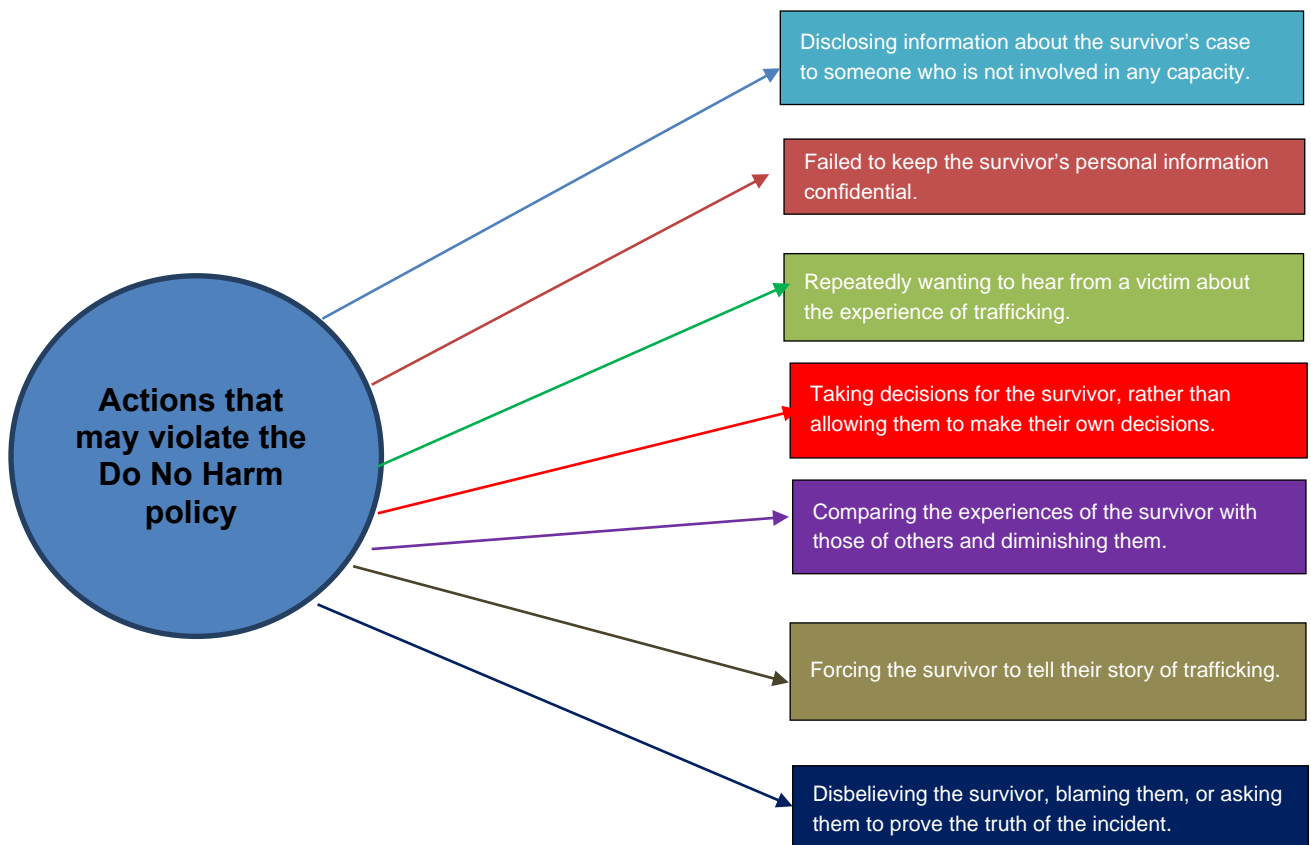 Actions that
may violate the
Do No Harm
policy
Disclosing information about the survivor’s case
to someone who is not involved in any capacity.
Failed to keep the survivor’s personal information
confidential.
Repeatedly wanting to hear from a victim about
the experience of trafficking.
Taking decisions for the survivor, rather than
allowing them to make their own decisions.
Comparing the experiences of the survivor with
those of others and diminishing them.
Forcing the survivor to tell their story of trafficking.
Disbelieving the survivor, blaming them, or asking
them to prove the truth of the incident.